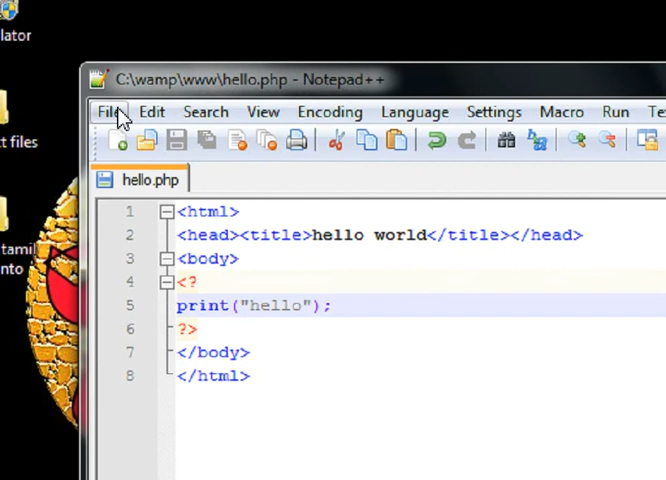 lator
t files
tamil
nto
C:\wamp\www\hello.php - Notepad++
File Edit Search View Encoding Language Settings Macro Run Te
hello.php
1 <html>
2 <head><title>hello world</title></head>
3 <body>
4 <?
5 print("hello");
6 ?>
7 </body>
8 </html>